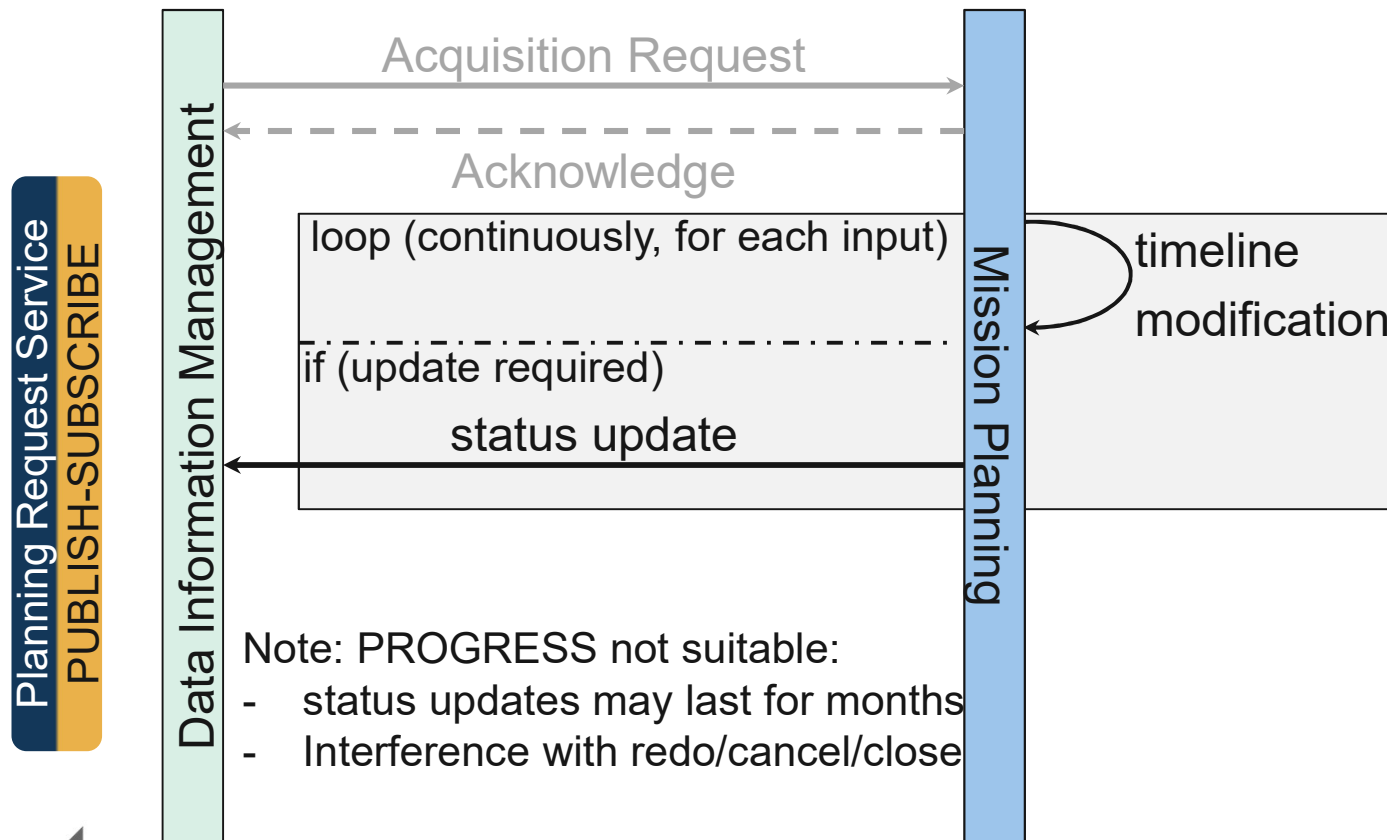 Acquisition Request
Acknowledge
Planning Request Service
PUBLISH-SUBSCRIBE
Data Information Management
loop (continuously, for each input)
Mission Planning
timeline
modification
if (update required)
status update
Note: PROGRESS not suitable:
- status updates may last for months
- Interference with redo/cancel/close